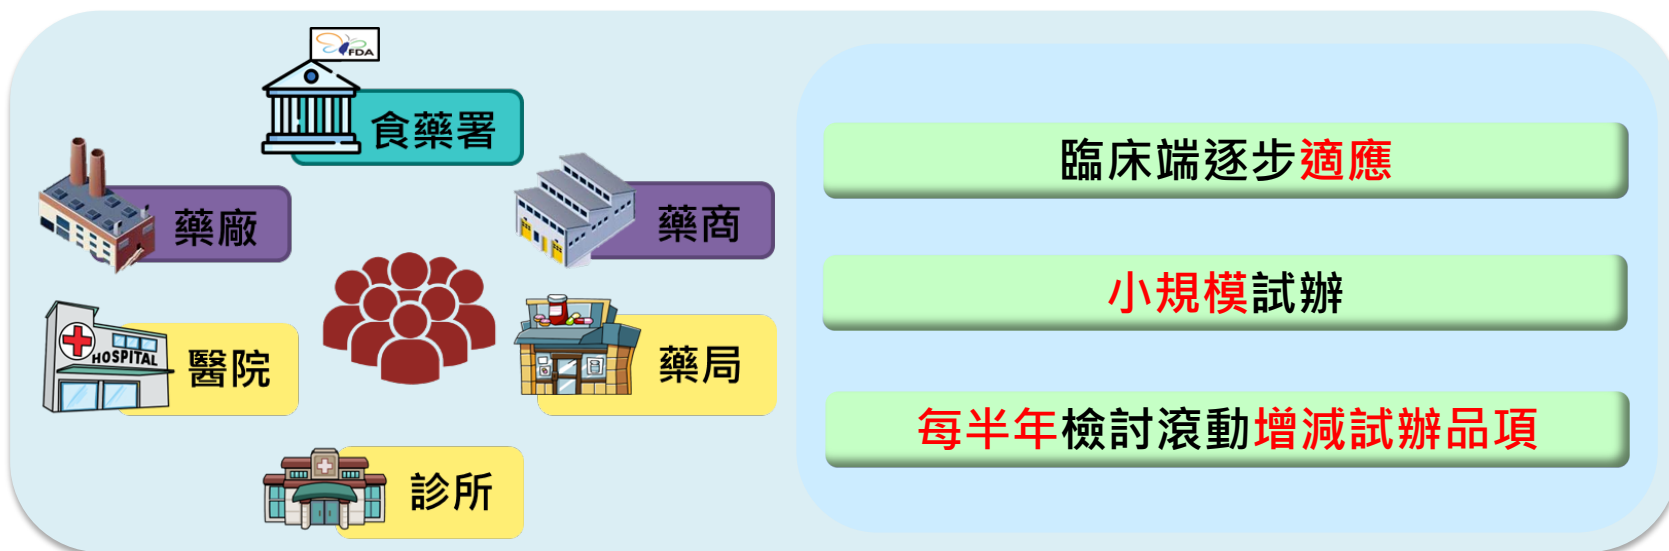 FDA
食藥署
藥廠
藥商
HOSPITAL
醫院
藥局
診所
臨床端逐步適應
小規模試辦
每半年檢討滾動增減試辦品項